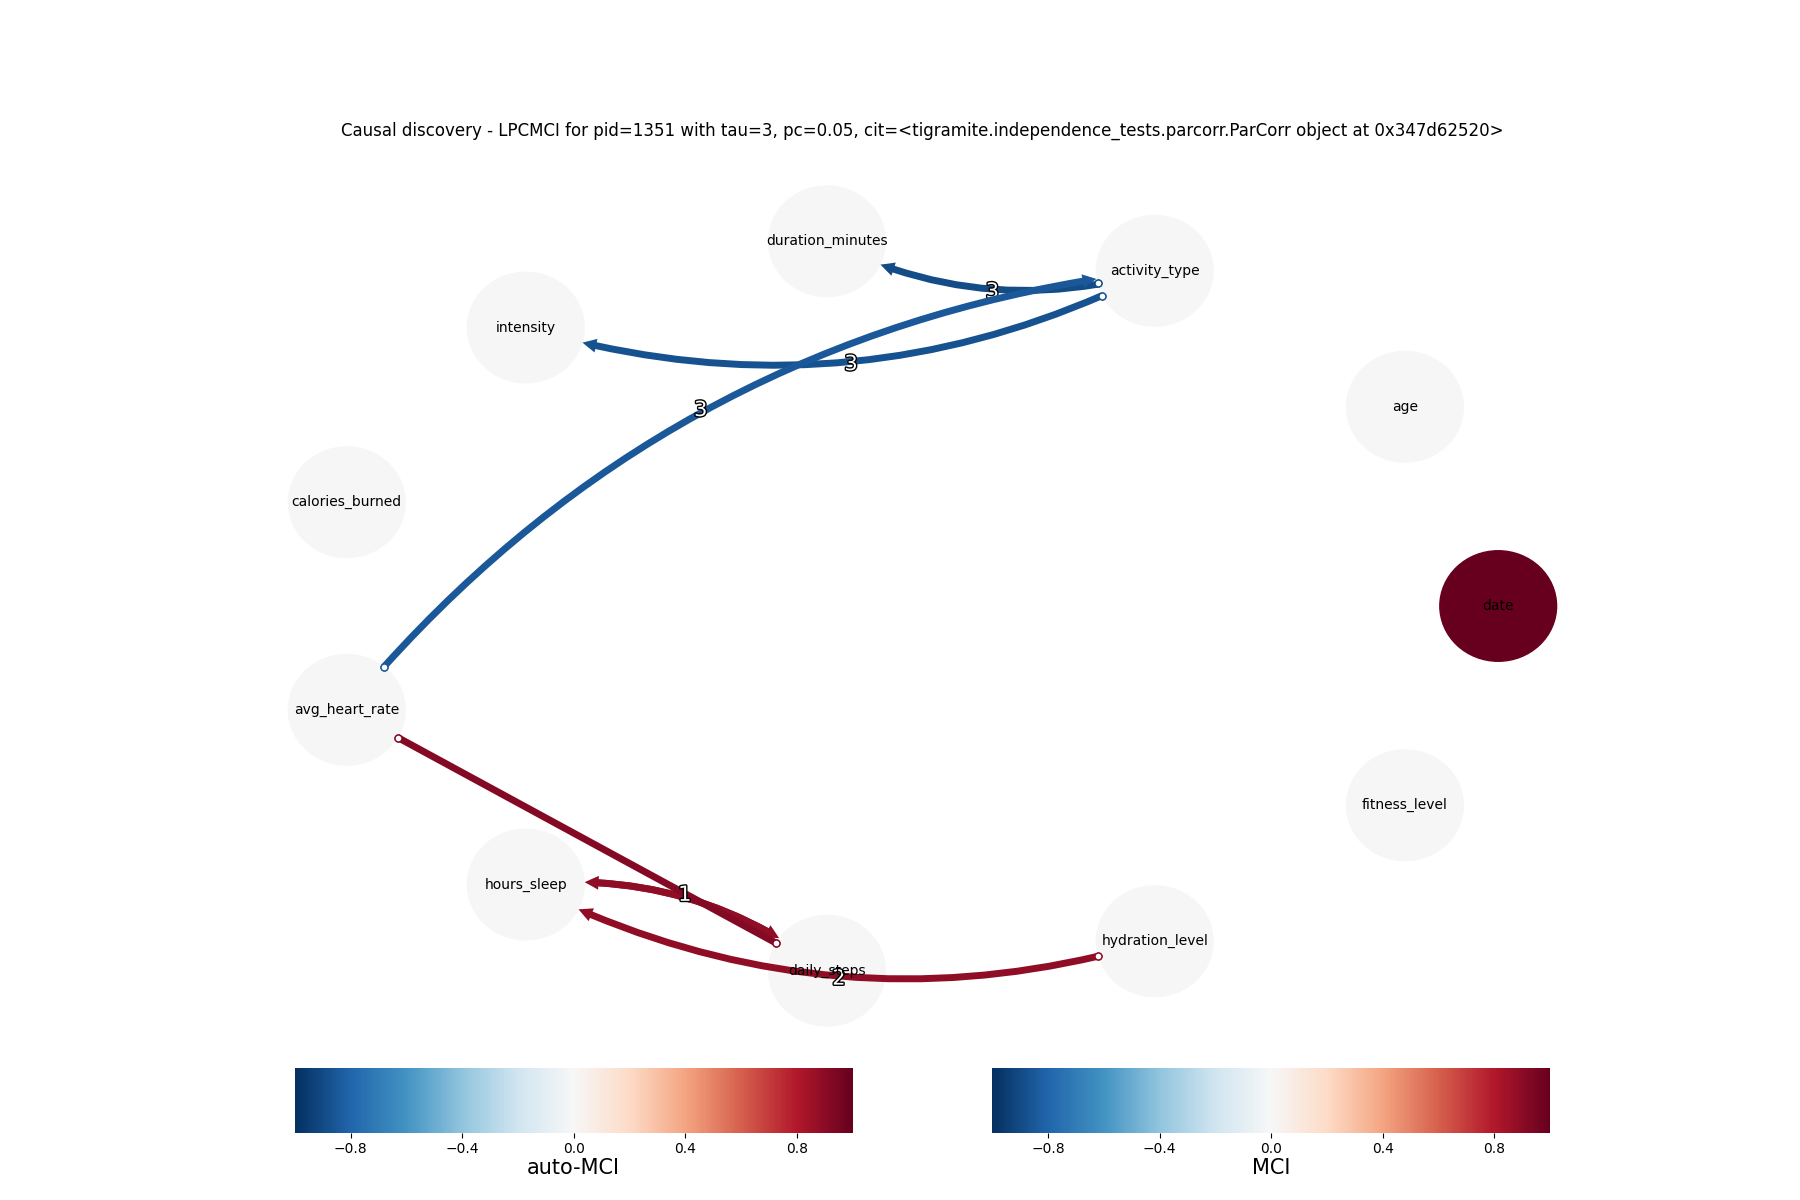 Causal discovery - LPCMCI for pid=1351 with tau=3, pc=0.05, cit=<tigramite.independence_tests.parcorr.ParCorr object at 0x347d62520>
duration_minutes
activity_type
3
intensity
3
age
3
calories_burned
date
avg_heart_rate
fitness_level
hours_sleep
1
hydration_level
daily_steps
2
−0.8 −0.4 0.0 0.4 0.8
auto-MCI
−0.8 −0.4 0.0 0.4 0.8
MCI